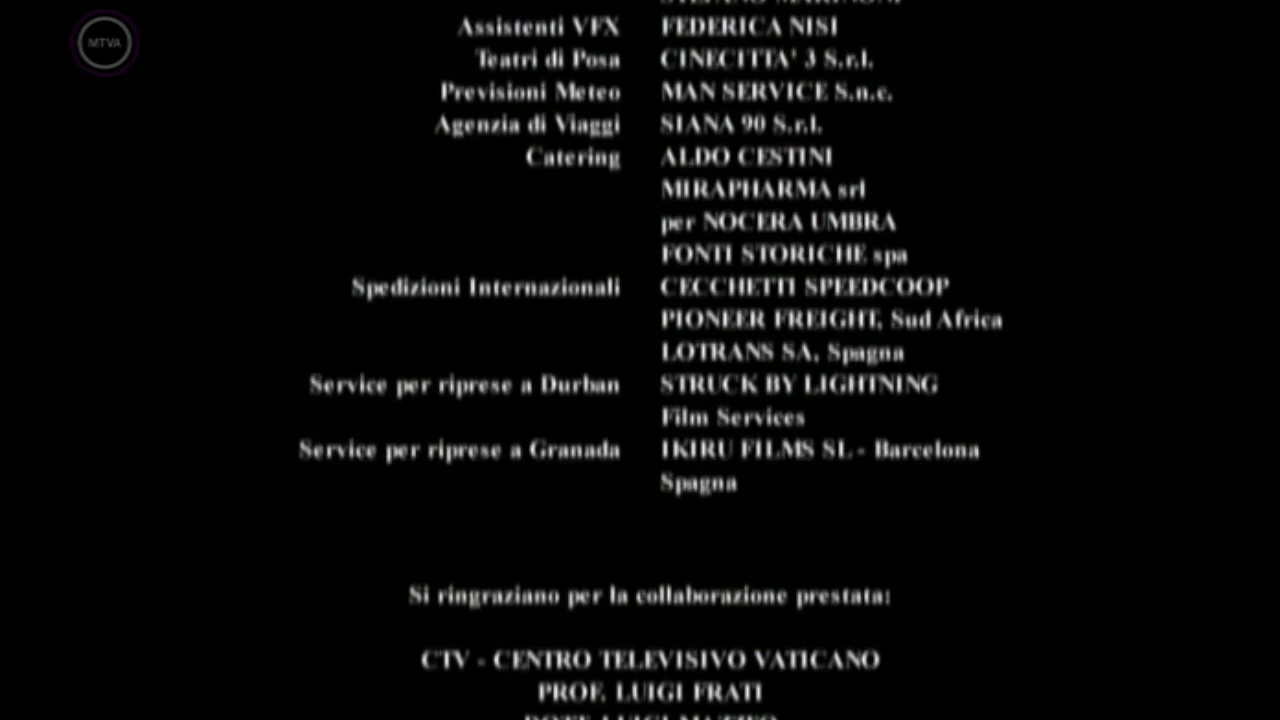 MTVA
Assistenti VFX FEDERICA NISI
Teatri di Posa CINECITTA' 3 S.r.l.
Previsioni Meteo MAN SERVICE S.n.c.
Agenzia di Viaggi SIANA 90 S.r.l.
Catering ALDO CESTINI
MIRAPHARMA srl
per NOCERA UMBRA
FONTI STORICHE spa
Spedizioni Internazionali CECCHETTI SPEEDCOOP
PIONEER FREIGHT, Sud Africa
LOTRANS SA, Spagna
Service per riprese a Durban STRUCK BY LIGHTNING
Film Services
Service per riprese a Granada IKIRU FILMS SL - Barcelona
Spagna
Si ringraziano per la collaborazione prestata:
CTV - CENTRO TELEVISIVO VATICANO
PROF. LUIGI FRATI